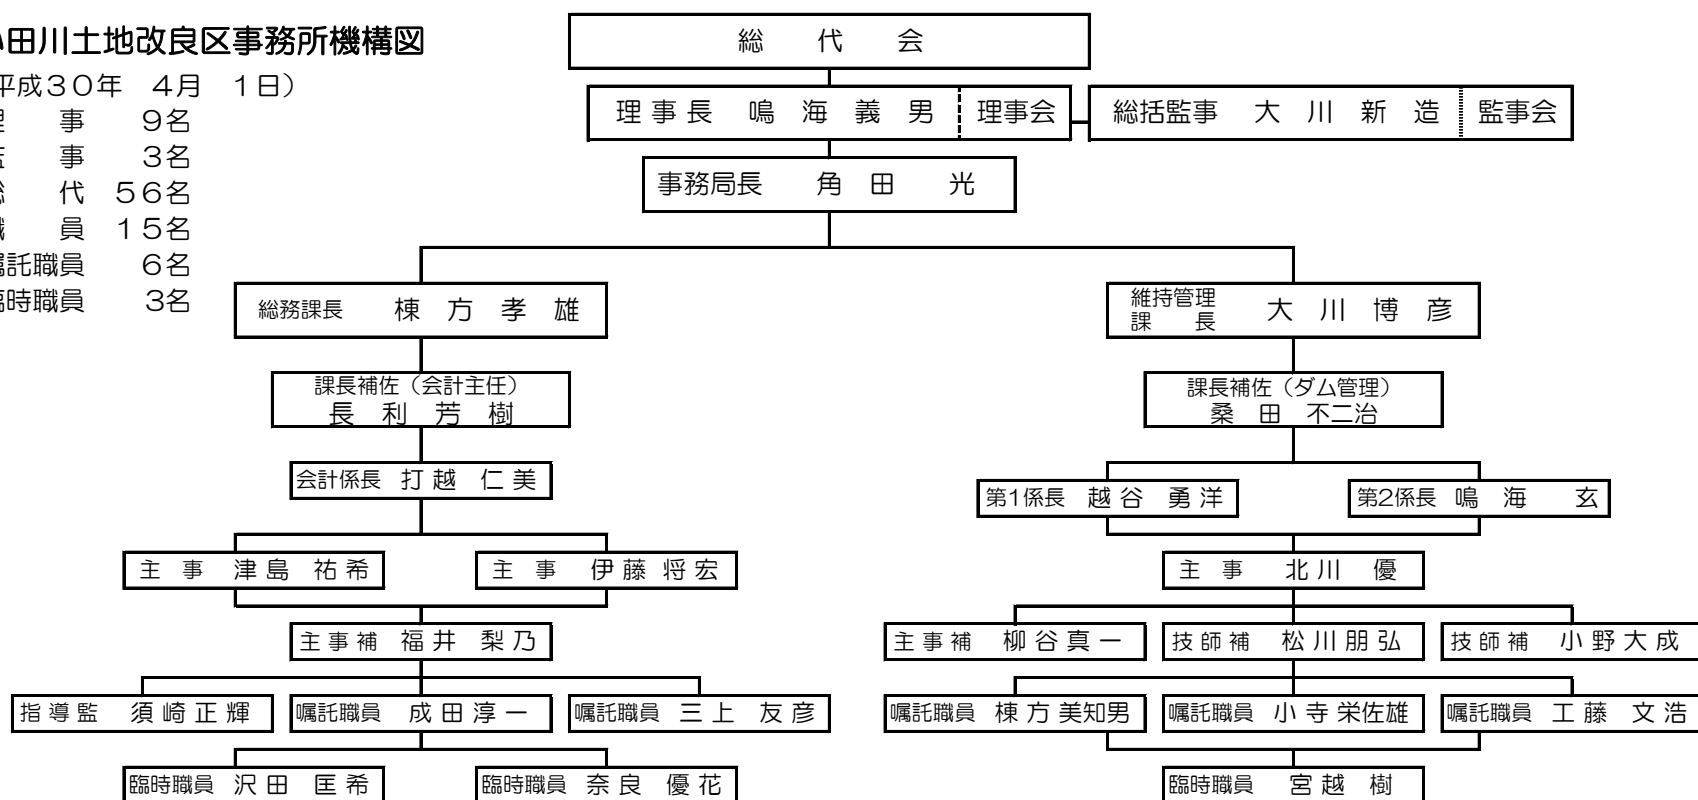 小田川土地改良区事務所機構図
(平成30年 4月 1日)
理 事 9名
監 事 3名
総 代 56名
職 員 15名
嘱託職員 6名
臨時職員 3名
総 代 会
理 事 長 鳴 海 義 男 理事会
総括監事 大 川 新 造 監事会
事務局長 角 田 光
総務課長 棟 方 孝 雄
維持管理
課 長 大 川 博 彦
課長補佐（会計主任）
長 利 芳 樹
課長補佐（ダム管理）
桑 田 不二治
会計係長 打 越 仁 美
第1係長 越 谷 勇 洋
第2係長 鳴 海 玄
主 事 津 島 祐 希
主 事 伊 藤 将 宏
主 事 北 川 優
主 事 補 福 井 梨 乃
主 事 補 柳 谷 真 一
技 師 補 松 川 朋 弘
技 師 補 小 野 大 成
指 導 監 須 崎 正 輝
嘱託職員 成 田 淳 一
嘱託職員 三 上 友 彦
嘱託職員 棟 方 美知男
嘱託職員 小 寺 栄佐雄
嘱託職員 工 藤 文 浩
臨時職員 沢 田 匡 希
臨時職員 奈 良 優 花
臨時職員 宮 越 樹